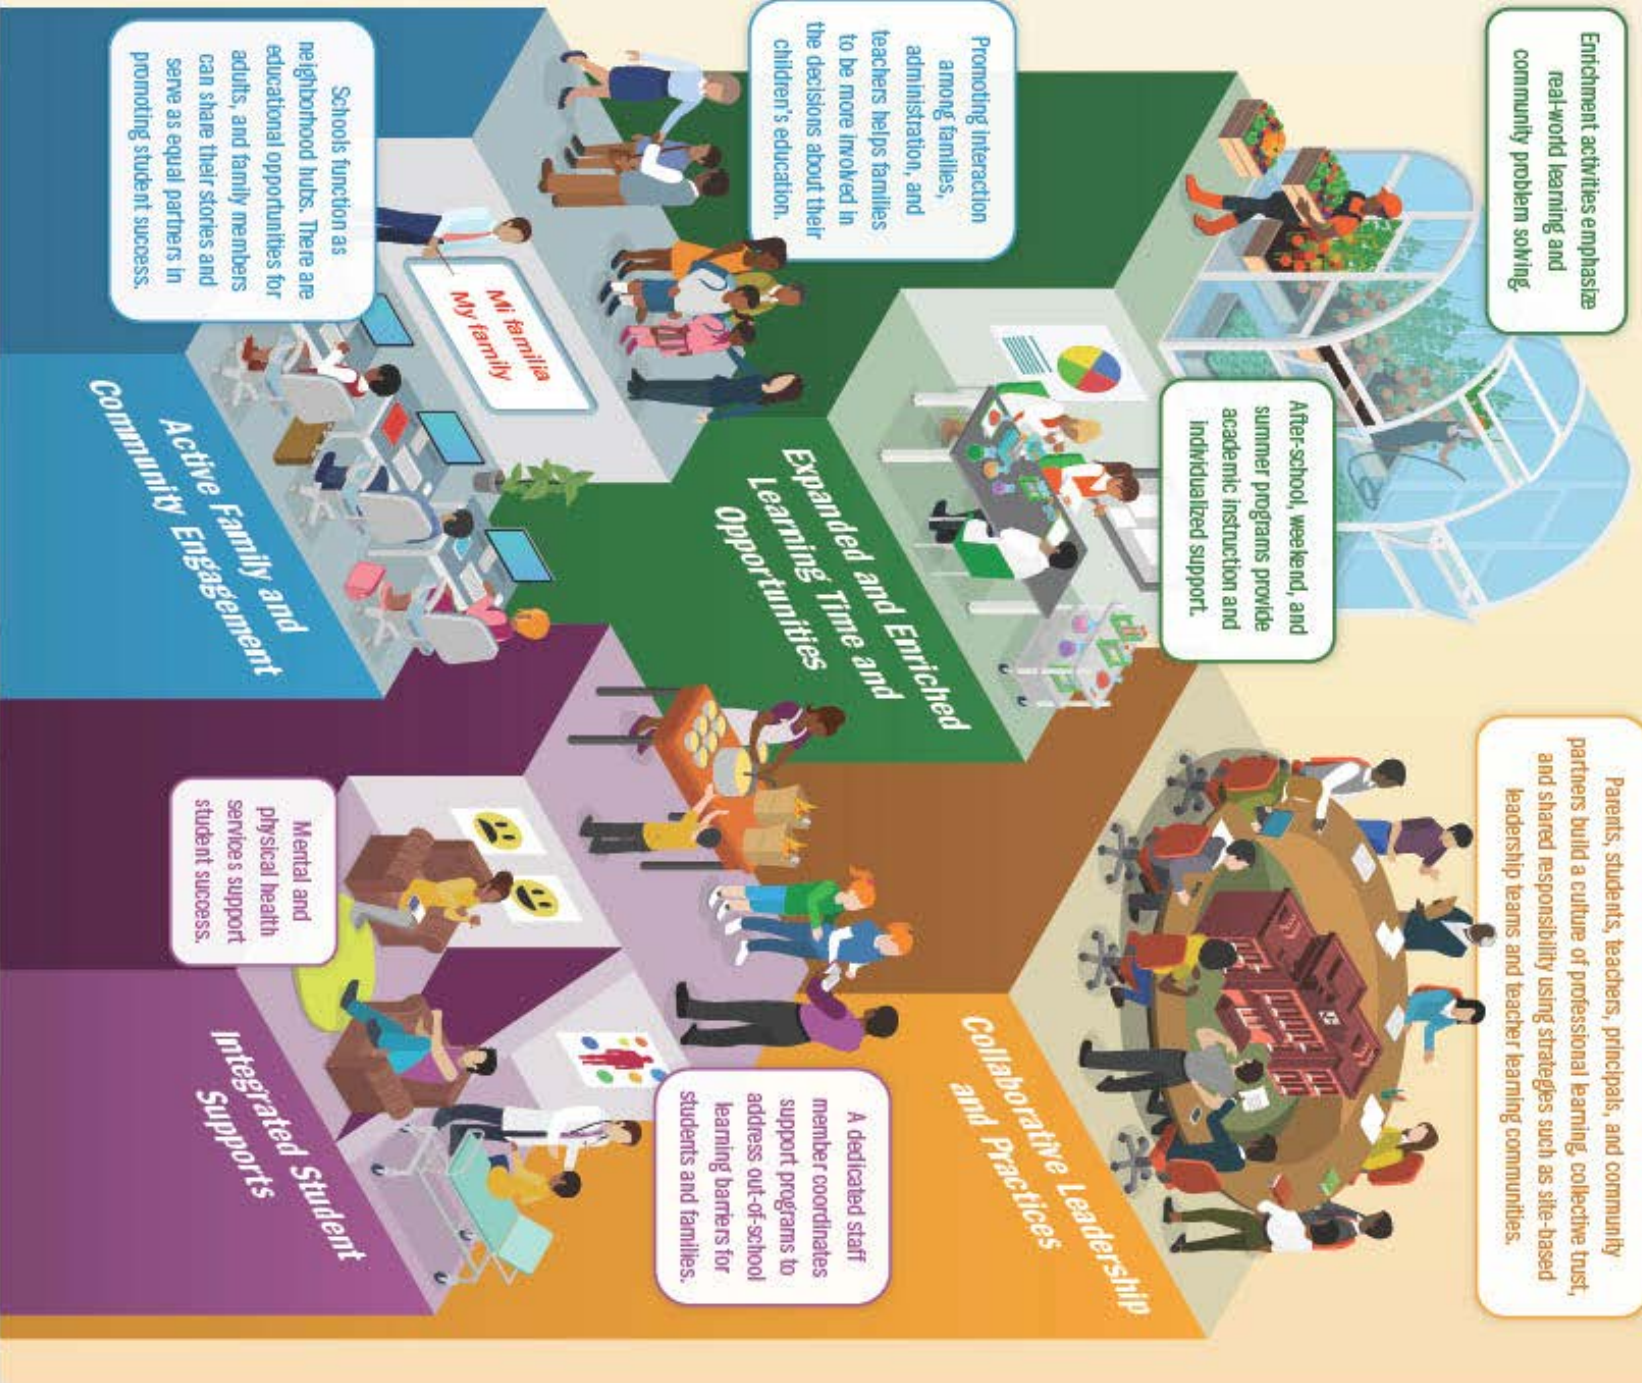 Enrichment activities emphasize
real-world learning and
community problem solving.
After-school, weekend, and
summer programs provide
academic instruction and
individualized support.
Expanded and Enriched
Learning Time and
Opportunities
Parents, students, teachers, principals, and community
partners build a culture of professional learning, collective trust,
and shared responsibility using strategies such as site-based
leadership teams and teacher learning communities.
Collaborative Leadership
and Practices
Promoting interaction
among families,
administration, and
teachers helps families
to be more involved in
the decisions about their
children's education.
Schools function as
neighborhood hubs. There are
educational opportunities for
adults, and family members
can share their stories and
serve as equal partners in
promoting student success.
Mi familia
My family
Active Family and
Community Engagement
A dedicated staff
member coordinates
support programs to
address out-of-school
learning barriers for
students and families.
Mental and
physical health
services support
student success.
Integrated Student
Supports